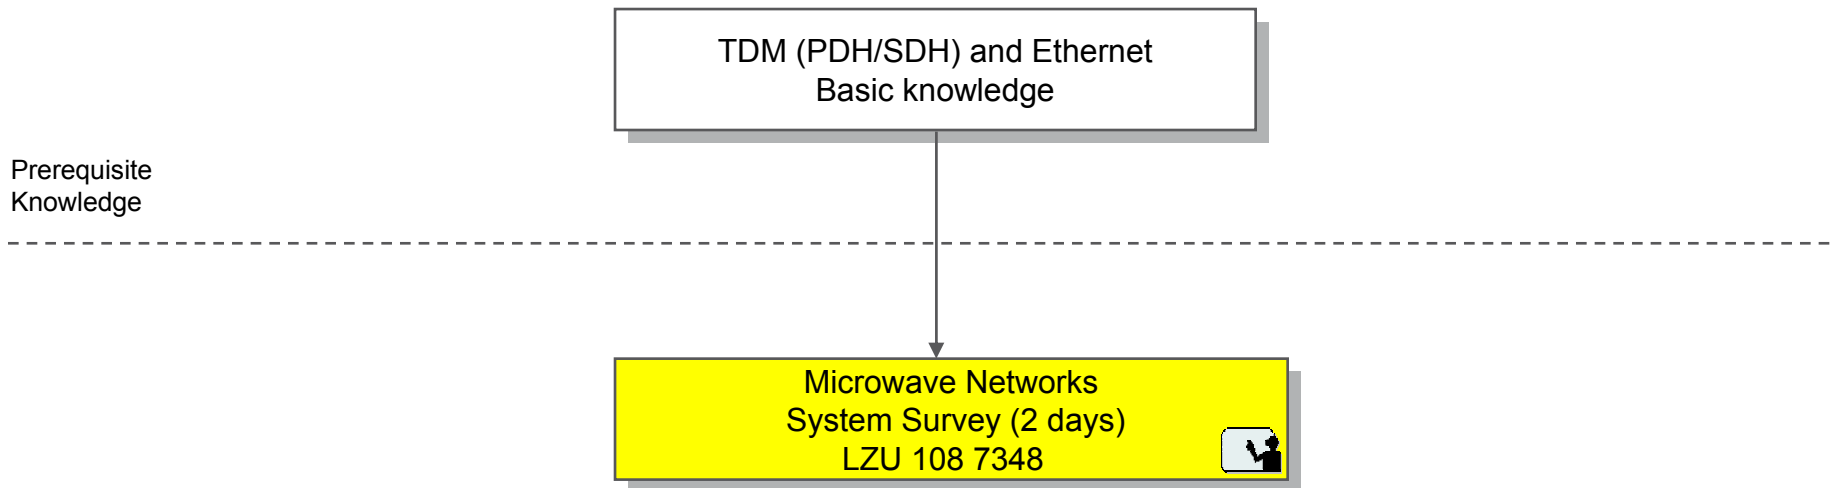 TDM (PDH/SDH) and Ethernet
Basic knowledge
Prerequisite
Knowledge
Microwave Networks
System Survey (2 days)
LZU 108 7348